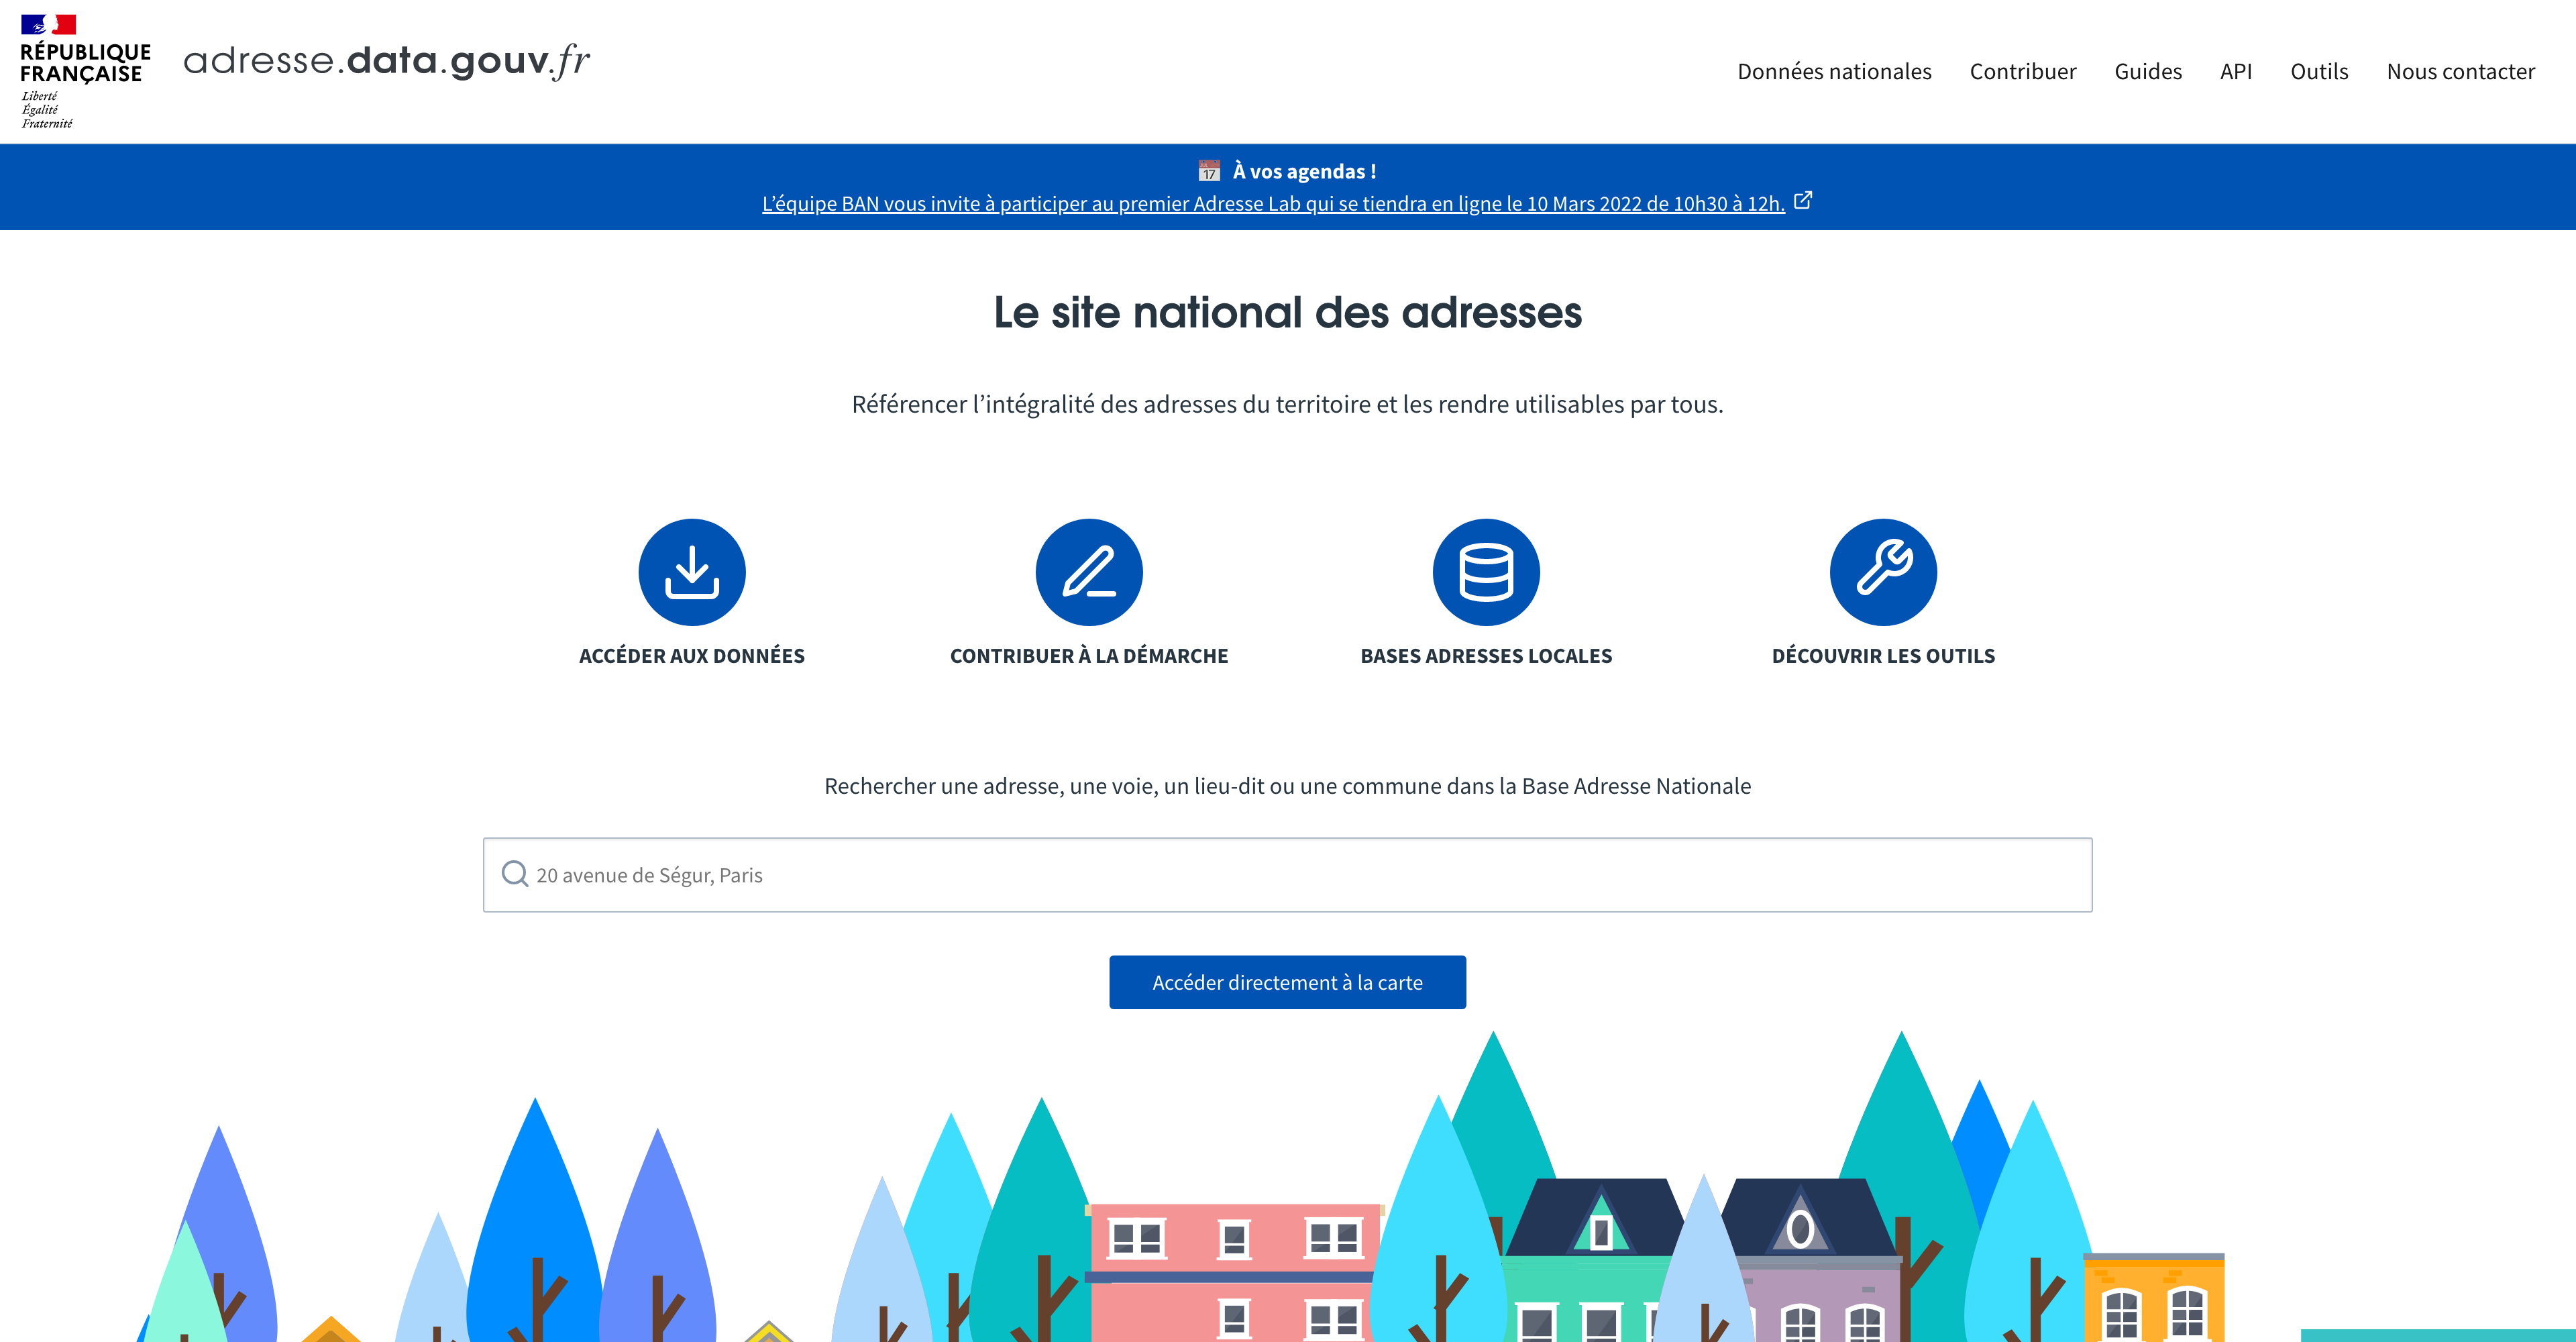 RÉPUBLIQUE
FRANÇAISE
Liberté
Égalité
Fraternité
adresse.data.gouv.fr
Données nationales
Contribuer
Guides
API
Outils
Nous contacter
17 À vos agendas !
L’équipe BAN vous invite à participer au premier Adresse Lab qui se tiendra en ligne le 10 Mars 2022 de 10h30 à 12h.
Le site national des adresses
Référencer l’intégralité des adresses du territoire et les rendre utilisables par tous.
ACCÉDER AUX DONNÉES
CONTRIBUER À LA DÉMARCHE
BASES ADRESSES LOCALES
DÉCOUVRIR LES OUTILS
Rechercher une adresse, une voie, un lieu-dit ou une commune dans la Base Adresse Nationale
20 avenue de Ségur, Paris
Accéder directement à la carte